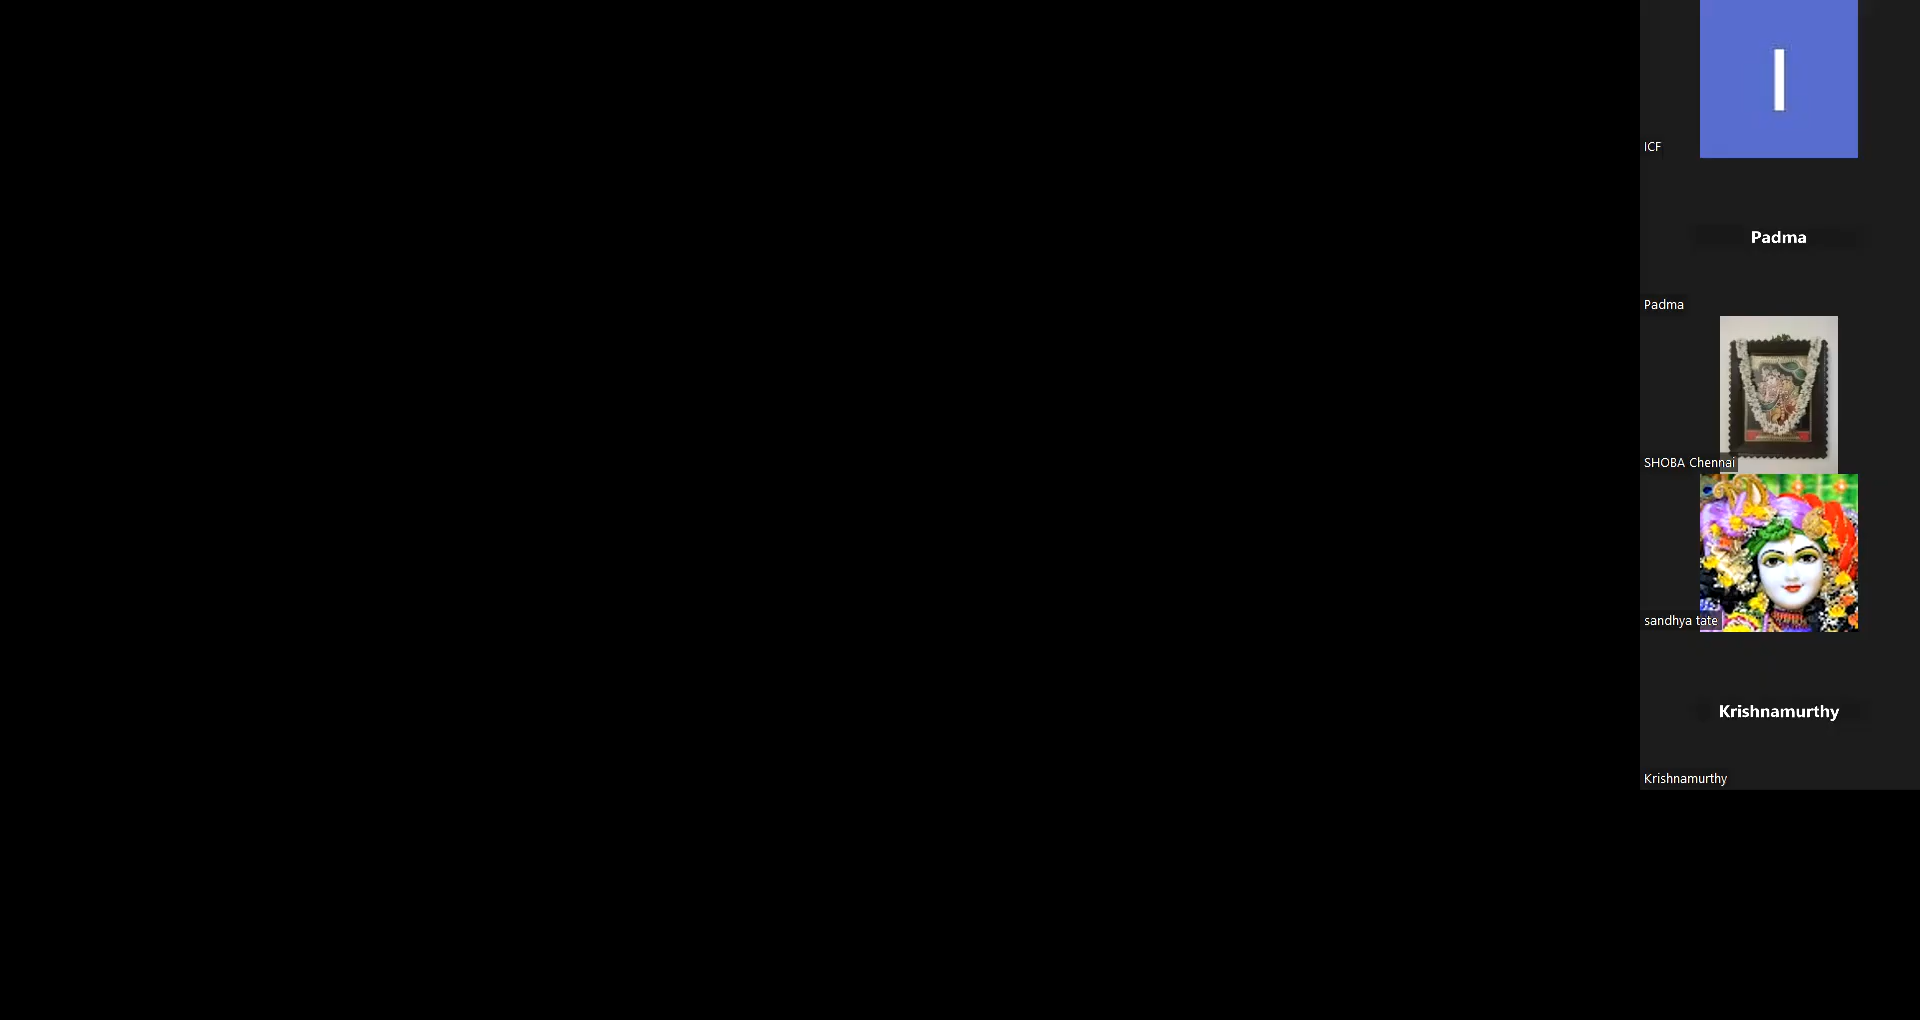 I
ICF
Padma
Padma
SHOBA Chennai
sandhya tate
Krishnamurthy
Krishnamurthy